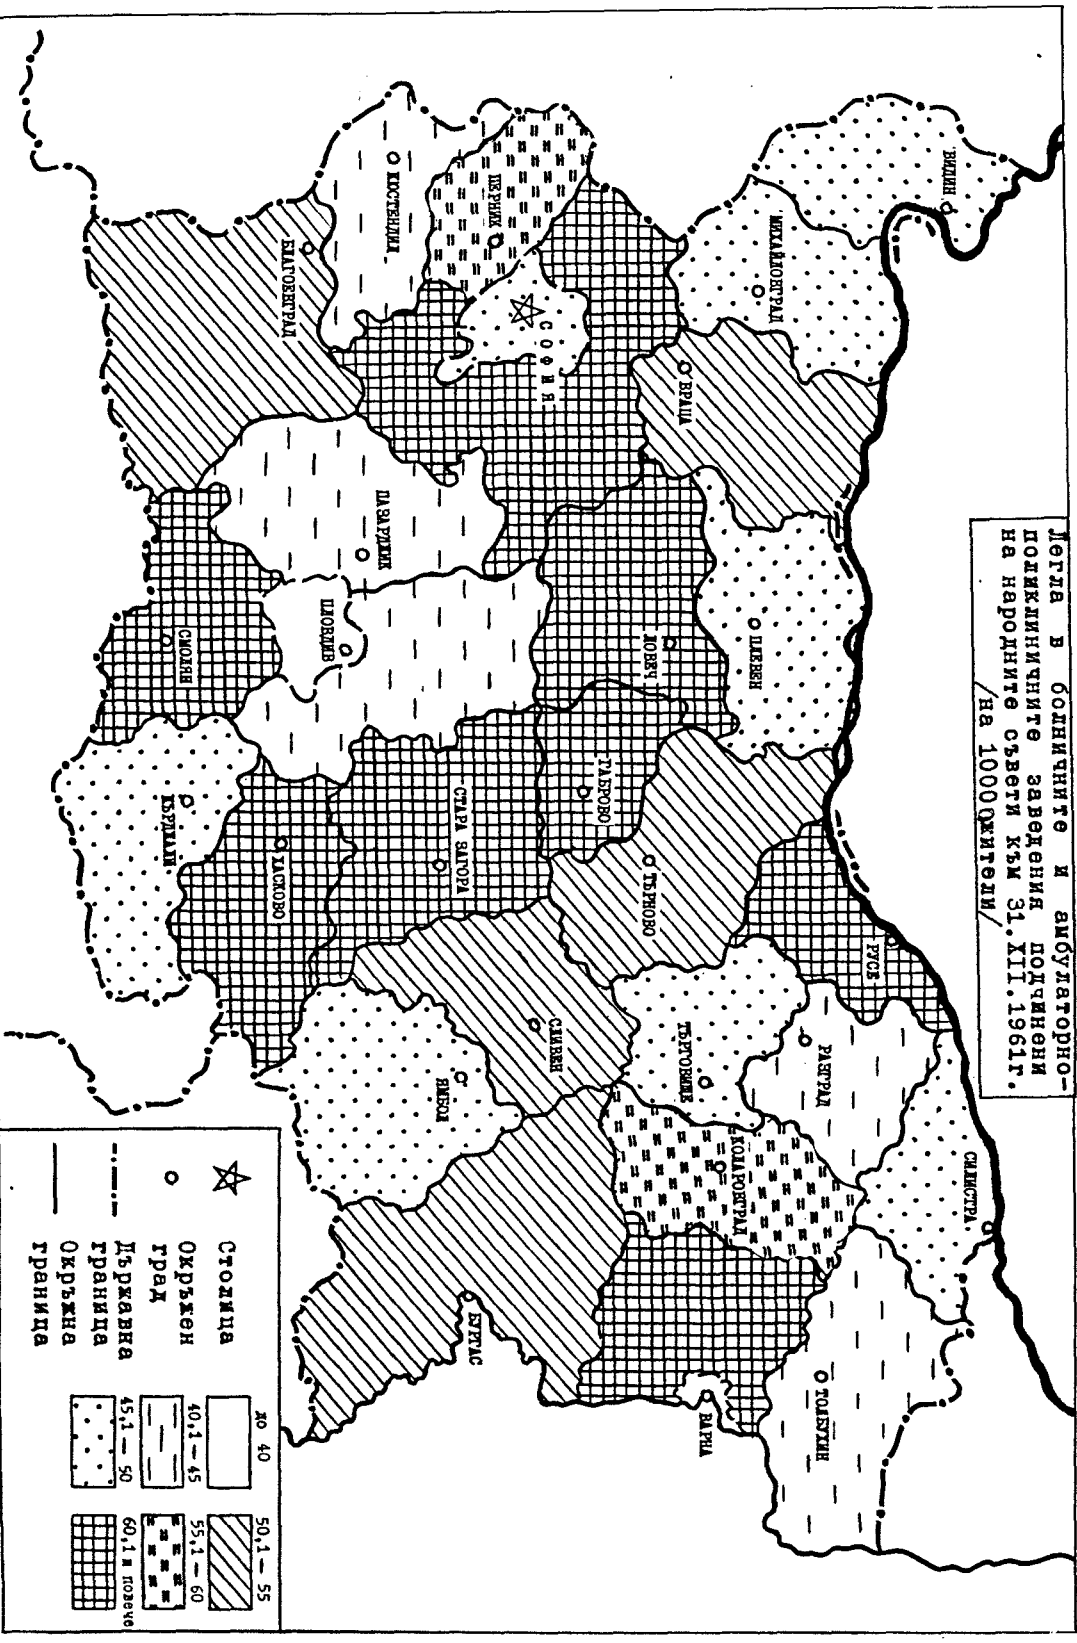 Легла в болничните и амбулаторно-
поликлиничните заведения подчинени
на народните съвети към 31.XII.1961г.
/на 10000жители/
ВИДИН
МИХАЙЛОВГРАД
ВРАЦА
ПЛЕВЕН
РУСЕ
СИЛИСТРА
ТОЛБУХИН
РАЗГРАД
ТЪРГОВИЩЕ
КОЛАРОВГРАД
ВАРНА
ТЪРНОВО
ГАБРОВО
ЛОВЕЧ
СОФИЯ
ПЕРНИК
КЮСТЕНДИЛ
БЛАГОЕВГРАД
ПАЗАРДЖИК
ПЛОВДИВ
СМОЛЯН
КЪРДЖАЛИ
ХАСКОВО
СТАРА ЗАГОРА
СЛИВЕН
ЯМБОЛ
БУРГАС
Столица
Окръжен
град
Държавна
граница
Окръжна
граница
до 40
40,1 — 45
45,1 — 50
50,1 — 55
55,1 — 60
60,1 и повече